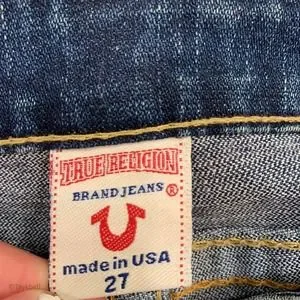 TRUE RELIGION
BRAND JEANS ®
made in USA
27